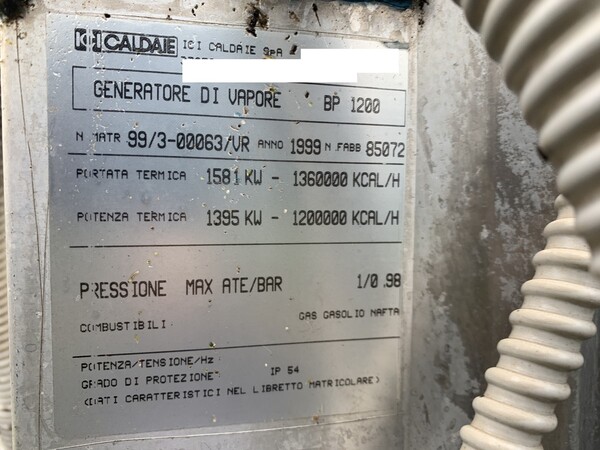 ICI CALDAIE ICI CALDAIE SpA
GENERATORE DI VAPORE BP 1200
N MATR 99/3-00063/VR ANNO 1999 N FABB 85072
PORTATA TERMICA 1581 KW - 1360000 KCAL/H
POTENZA TERMICA 1395 KW - 1200000 KCAL/H
PRESSIONE MAX ATE/BAR 1/0.98
COMBUSTIBILI GAS GASOLIO NAFTA
POTENZA/TENSIONE/Hz
GRADO DI PROTEZIONE IP 54
(DATI CARATTERISTICI NEL LIBRETTO MATRICOLARE)